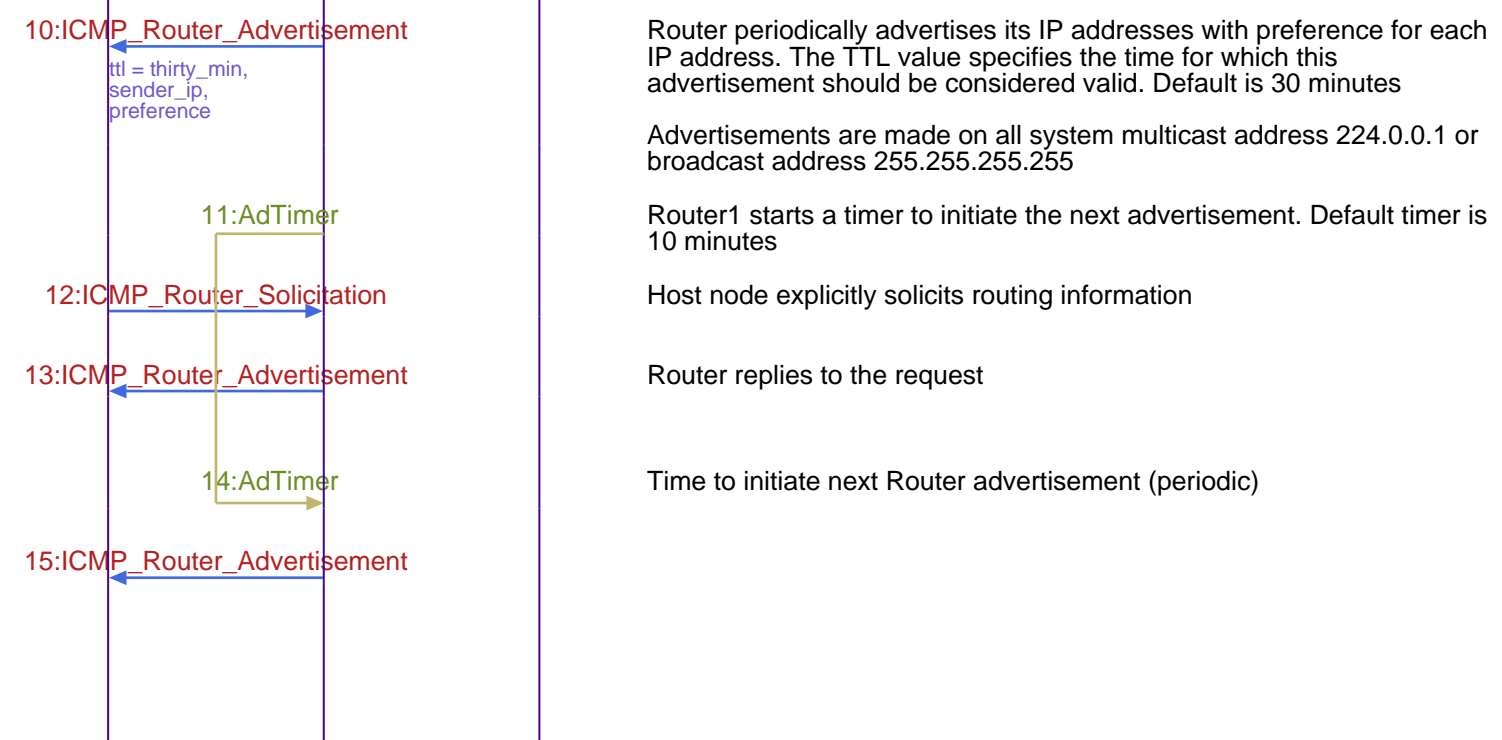 10:ICMP_Router_Advertisement
ttl = thirty_min,
sender_ip,
preference
Router periodically advertises its IP addresses with preference for each
IP address. The TTL value specifies the time for which this
advertisement should be considered valid. Default is 30 minutes
Advertisements are made on all system multicast address 224.0.0.1 or
broadcast address 255.255.255.255
11:AdTimer
Router1 starts a timer to initiate the next advertisement. Default timer is
10 minutes
12:ICMP_Router_Solicitation
Host node explicitly solicits routing information
13:ICMP_Router_Advertisement
Router replies to the request
14:AdTimer
Time to initiate next Router advertisement (periodic)
15:ICMP_Router_Advertisement